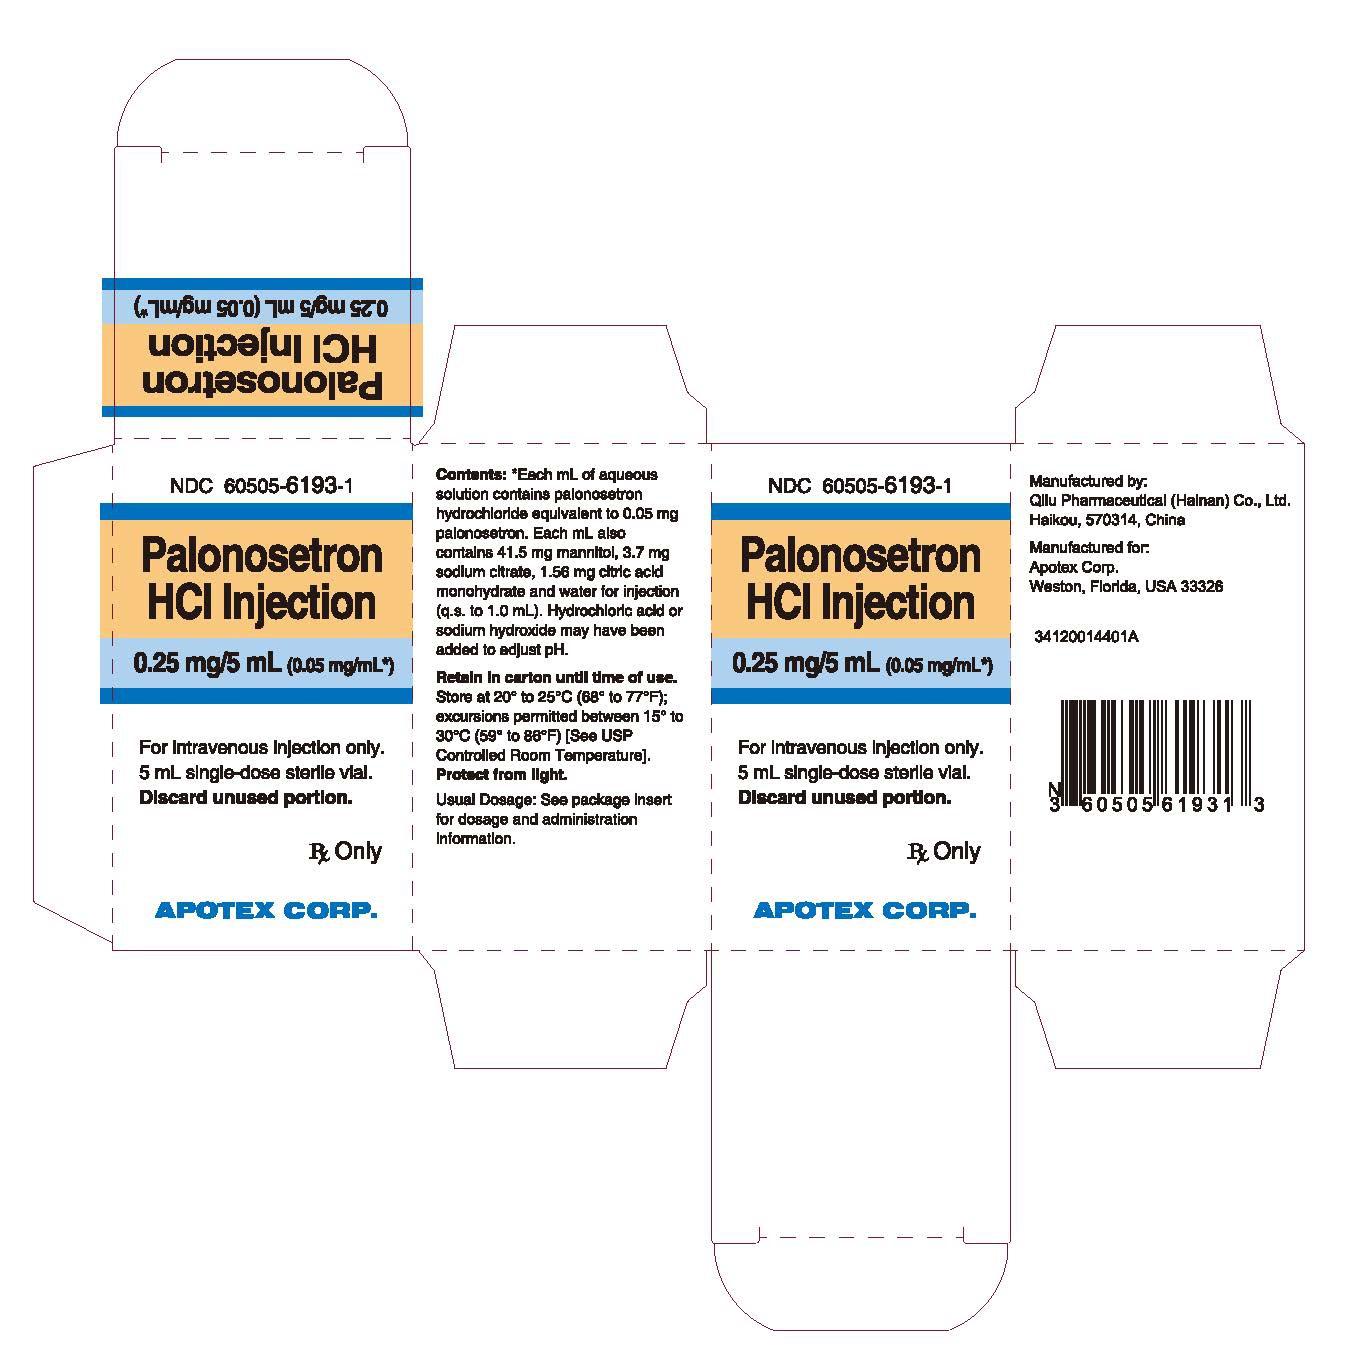 0.25 mg/5 mL (0.05 mg/mL*)
Palonosetron
HCl Injection
NDC 60505-6193-1
Palonosetron
HCl Injection
0.25 mg/5 mL (0.05 mg/mL*)
For intravenous injection only.
5 mL single-dose sterile vial.
Discard unused portion.
℞ Only
APOTEX CORP.
Contents: *Each mL of aqueous
solution contains palonosetron
hydrochloride equivalent to 0.05 mg
palonosetron. Each mL also
contains 41.5 mg mannitol, 3.7 mg
sodium citrate, 1.56 mg citric acid
monohydrate and water for injection
(q.s. to 1.0 mL). Hydrochloric acid or
sodium hydroxide may have been
added to adjust pH.
Retain in carton until time of use.
Store at 20° to 25°C (68° to 77°F);
excursions permitted between 15° to
30°C (59° to 86°F) [See USP
Controlled Room Temperature].
Protect from light.
Usual Dosage: See package insert
for dosage and administration
information.
NDC 60505-6193-1
Palonosetron
HCl Injection
0.25 mg/5 mL (0.05 mg/mL*)
For intravenous injection only.
5 mL single-dose sterile vial.
Discard unused portion.
℞ Only
APOTEX CORP.
Manufactured by:
Qilu Pharmaceutical (Hainan) Co., Ltd.
Haikou, 570314, China
Manufactured for:
Apotex Corp.
Weston, Florida, USA 33326
34120014401A
N
3 60505 61931 3